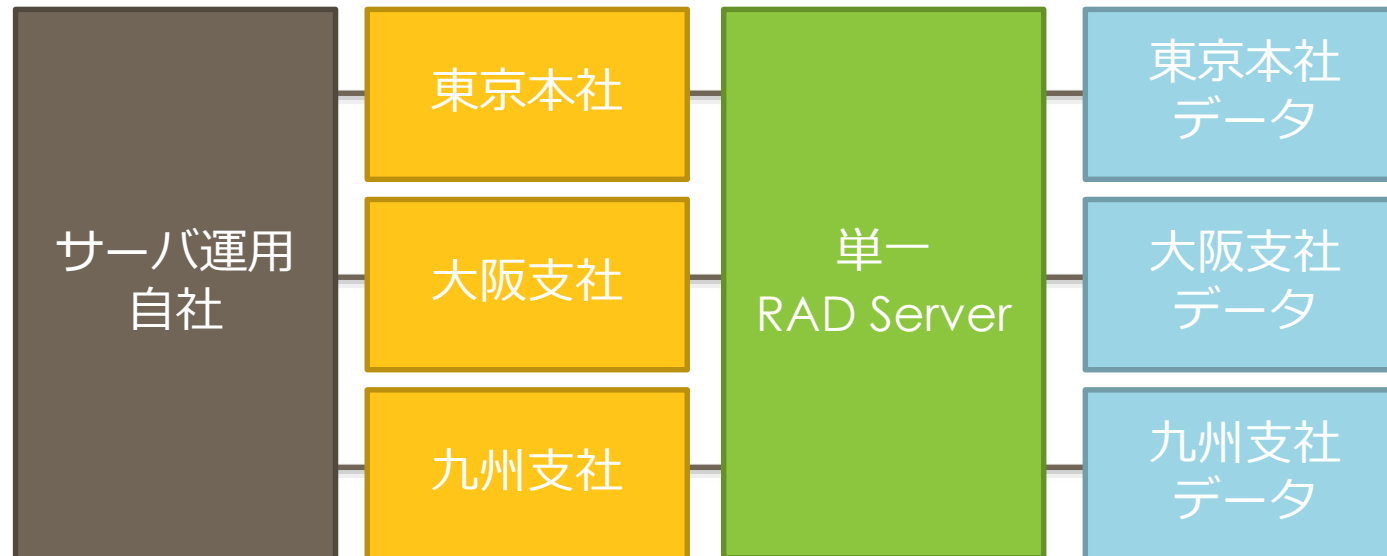 サーバ運用
自社
東京本社
大阪支社
九州支社
単一
RAD Server
東京本社
データ
大阪支社
データ
九州支社
データ